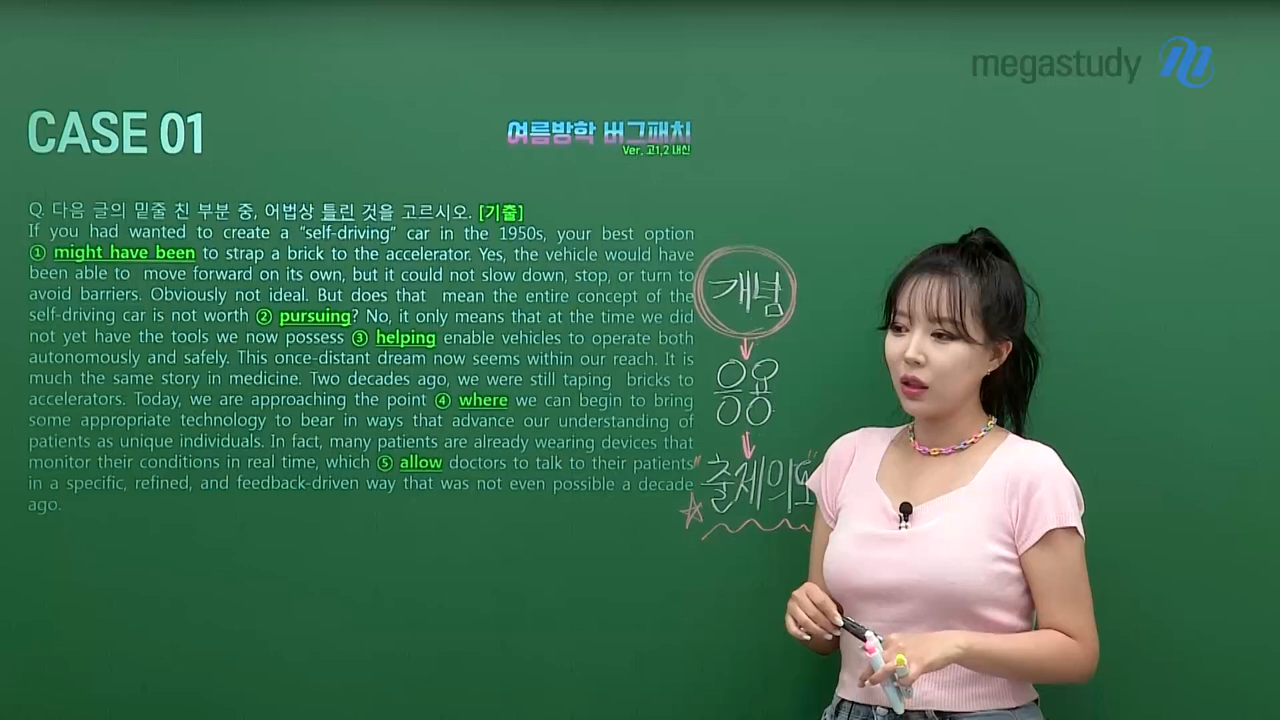 megastudy
CASE 01
여름방학 버그패치
Ver. 고1,2 내신
Q. 다음 글의 밑줄 친 부분 중, 어법상 틀린 것을 고르시오. [기출]
If you had wanted to create a “self-driving” car in the 1950s, your best option
① might have been to strap a brick to the accelerator. Yes, the vehicle would have
been able to move forward on its own, but it could not slow down, stop, or turn to
avoid barriers. Obviously not ideal. But does that mean the entire concept of the
self-driving car is not worth ② pursuing? No, it only means that at the time we did
not yet have the tools we now possess ③ helping enable vehicles to operate both
autonomously and safely. This once-distant dream now seems within our reach. It is
much the same story in medicine. Two decades ago, we were still taping bricks to
accelerators. Today, we are approaching the point ④ where we can begin to bring
some appropriate technology to bear in ways that advance our understanding of
patients as unique individuals. In fact, many patients are already wearing devices that
monitor their conditions in real time, which ⑤ allow doctors to talk to their patients
in a specific, refined, and feedback-driven way that was not even possible a decade
ago.
개념
응용
"출제의도"